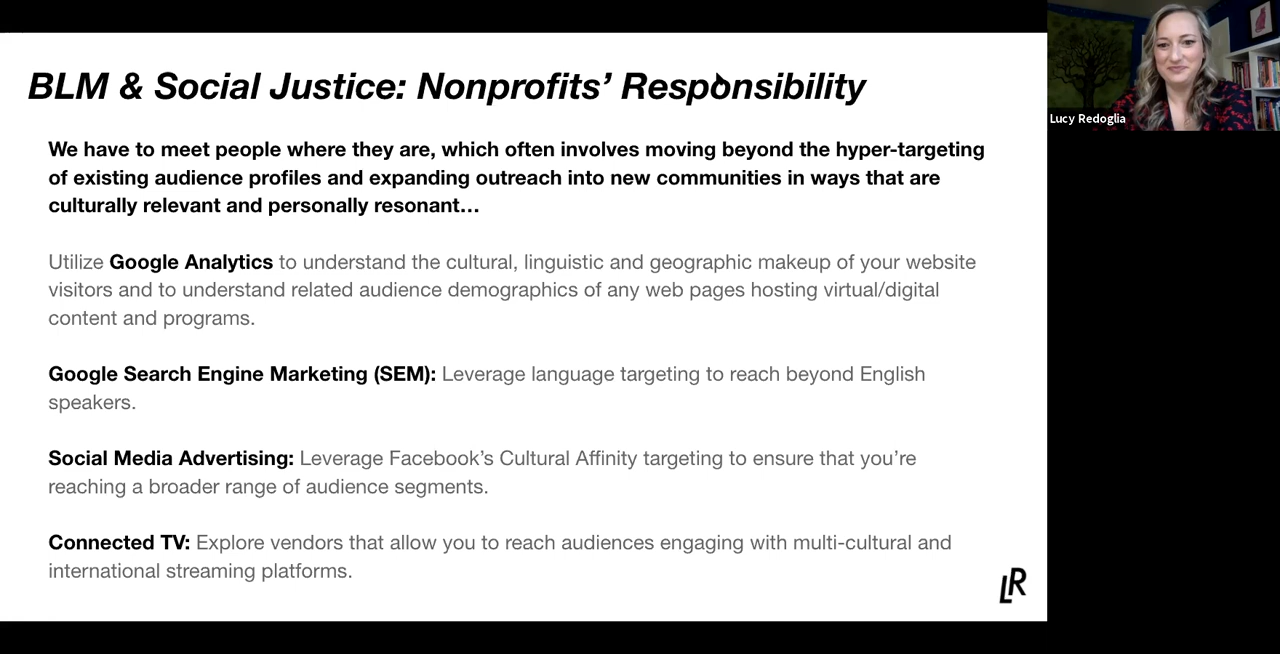 BLM & Social Justice: Nonprofits’ Responsibility
We have to meet people where they are, which often involves moving beyond the hyper-targeting
of existing audience profiles and expanding outreach into new communities in ways that are
culturally relevant and personally resonant…
Utilize Google Analytics to understand the cultural, linguistic and geographic makeup of your website
visitors and to understand related audience demographics of any web pages hosting virtual/digital
content and programs.
Google Search Engine Marketing (SEM): Leverage language targeting to reach beyond English
speakers.
Social Media Advertising: Leverage Facebook’s Cultural Affinity targeting to ensure that you’re
reaching a broader range of audience segments.
Connected TV: Explore vendors that allow you to reach audiences engaging with multi-cultural and
international streaming platforms.
LR
Lucy Redoglia